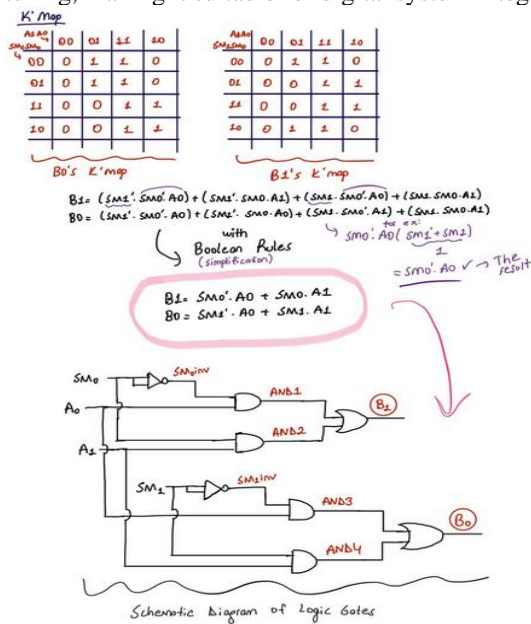 K' Map
A1A0 00 01 11 10
SM1SM0
00 0 1 1 0
01 0 1 1 0
11 0 0 1 1
10 0 0 1 1
B0's K'map
A1A0 00 01 11 10
SM1SM0
00 0 1 1 0
01 0 0 1 1
11 0 0 1 1
10 0 1 1 0
B1's K'map
B1= (SM1'.SM0'.A0) + (SM1'.SM0.A1) + (SM1.SM0'.A0) + (SM1.SM0.A1)
B0= (SM1'.SM0'.A0) + (SM1'.SM0.A0) + (SM1.SM0'.A1) + (SM1.SM0.A1)
with
Boolean Rules
(simplification)
for ex:
SM0'.A0(SM1'+SM1)
1
= SM0'.A0 ✓ → The result
B1= SM0'.A0 + SM0.A1
B0= SM1'.A0 + SM1.A1
SM0
SM0inv
A0
AND1
B1
A1
AND2
SM1
SM1inv
AND3
B0
AND4
Schematic Diagram of Logic Gates